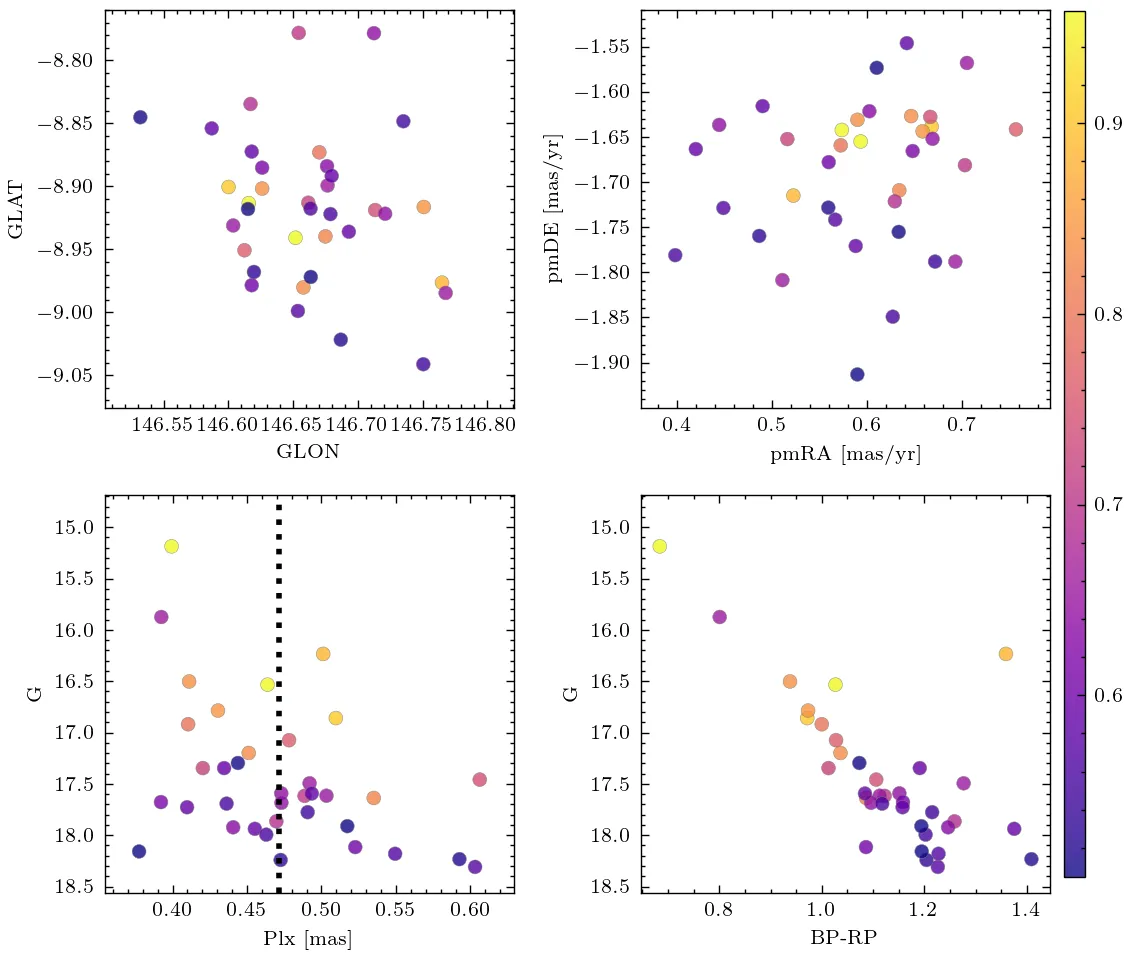 −8.80
−8.85
−8.90
−8.95
−9.00
−9.05
GLAT
146.55 146.60 146.65 146.70 146.75 146.80
GLON
−1.55
−1.60
−1.65
−1.70
−1.75
−1.80
−1.85
−1.90
pmDE [mas/yr]
0.4 0.5 0.6 0.7
pmRA [mas/yr]
0.9
0.8
0.7
0.6
15.0
15.5
16.0
16.5
17.0
17.5
18.0
18.5
G
0.40 0.45 0.50 0.55 0.60
Plx [mas]
15.0
15.5
16.0
16.5
17.0
17.5
18.0
18.5
G
0.8 1.0 1.2 1.4
BP-RP